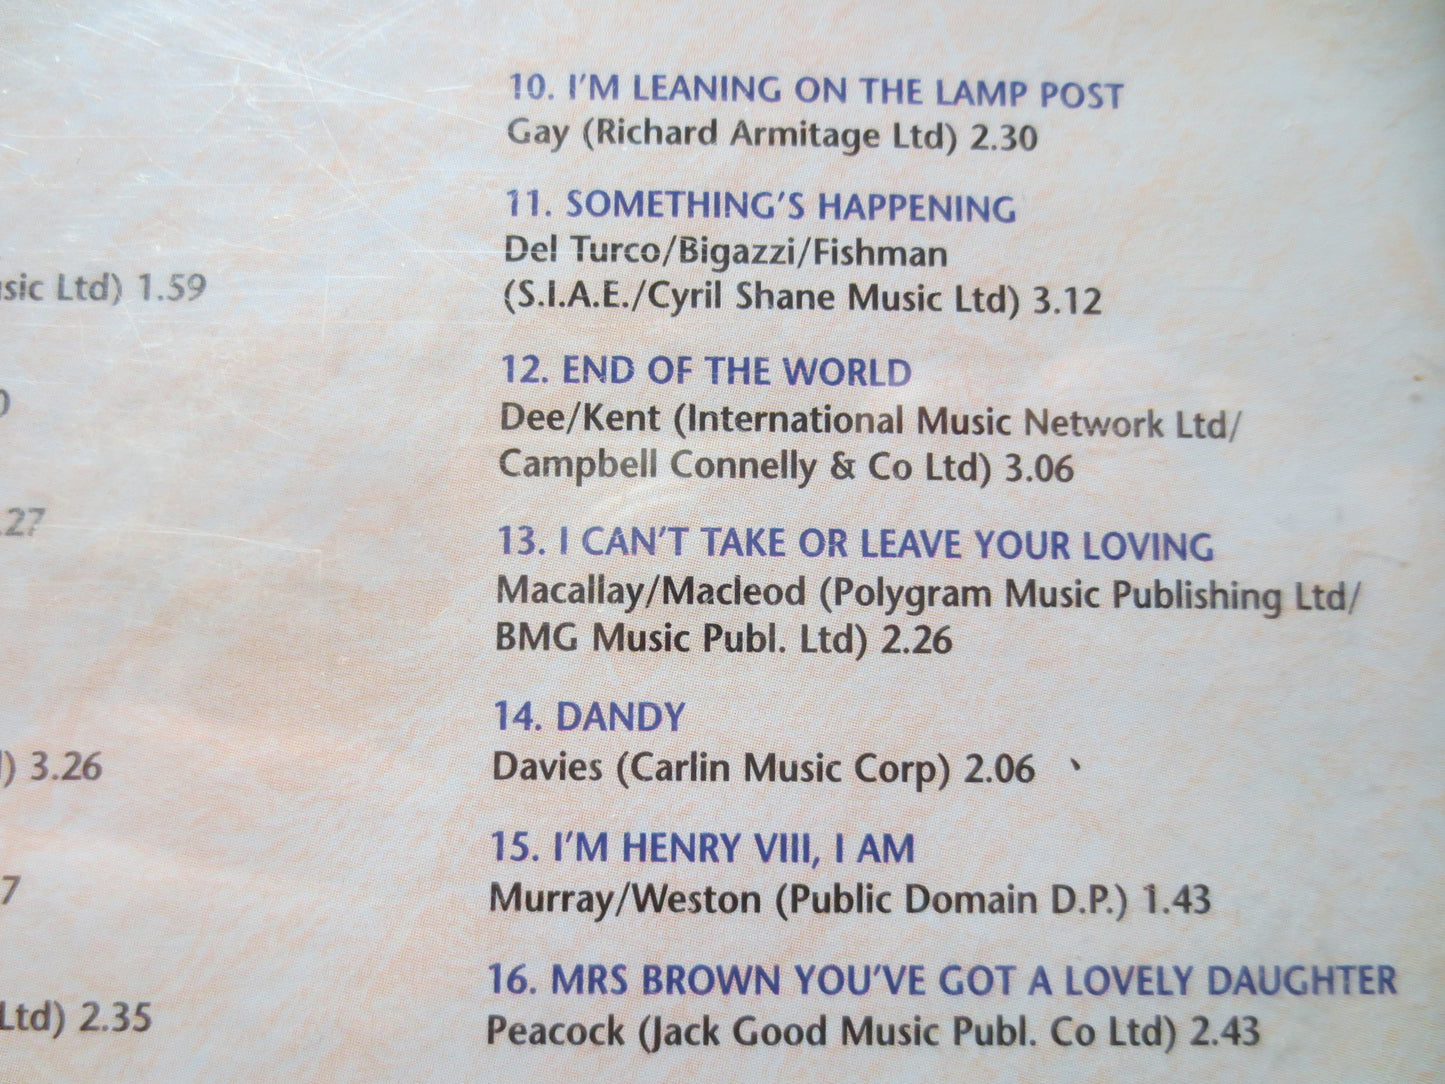 Ltd) 1.59
.27
3.26
7
Ltd) 2.35
10. I'M LEANING ON THE LAMP POST
Gay (Richard Armitage Ltd) 2.30
11. SOMETHING'S HAPPENING
Del Turco/Bigazzi/Fishman
(S.I.A.E./Cyril Shane Music Ltd) 3.12
12. END OF THE WORLD
Dee/Kent (International Music Network Ltd/
Campbell Connelly & Co Ltd) 3.06
13. I CAN'T TAKE OR LEAVE YOUR LOVING
Macallay/Macleod (Polygram Music Publishing Ltd/
BMG Music Publ. Ltd) 2.26
14. DANDY
Davies (Carlin Music Corp) 2.06
15. I'M HENRY VIII, I AM
Murray/Weston (Public Domain D.P.) 1.43
16. MRS BROWN YOU'VE GOT A LOVELY DAUGHTER
Peacock (Jack Good Music Publ. Co Ltd) 2.43